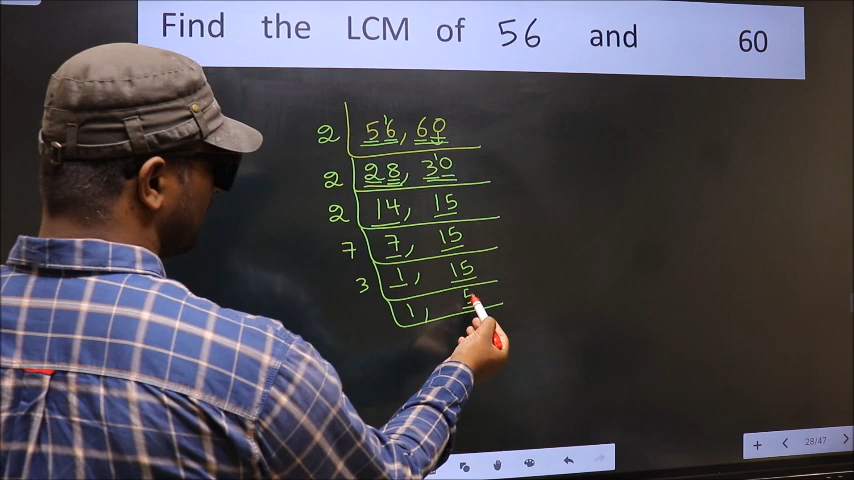 Find the LCM of 56 and 60
2 56, 60
2 28, 30
2 14, 15
7 7, 15
3 1, 15
1, 5
28/47